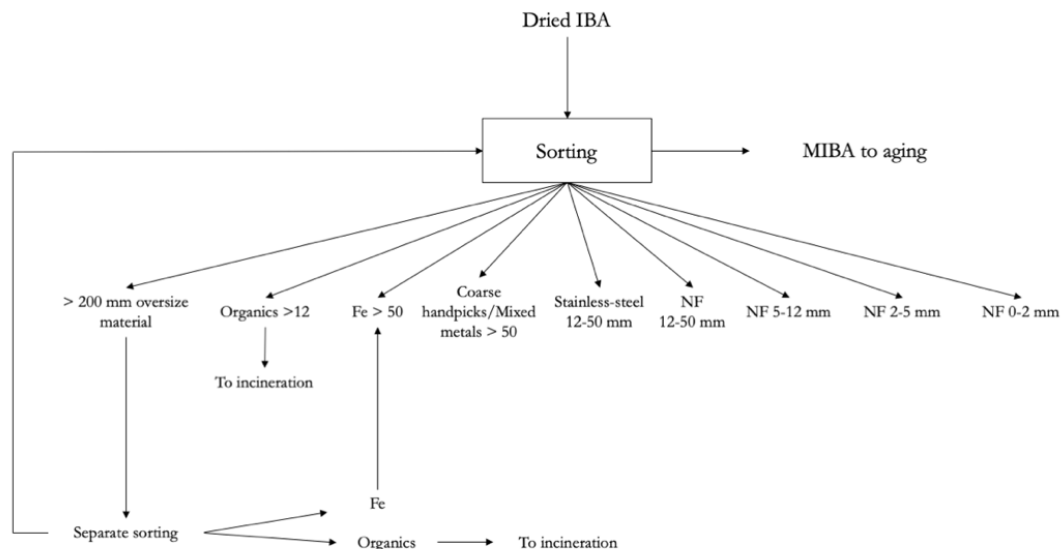 Dried IBA
Sorting
MIBA to aging
> 200 mm oversize
material
Organics >12
Fe > 50
Coarse
handpicks/Mixed
metals > 50
Stainless-steel
12-50 mm
NF
12-50 mm
NF 5-12 mm
NF 2-5 mm
NF 0-2 mm
To incineration
Fe
Separate sorting
Organics
To incineration